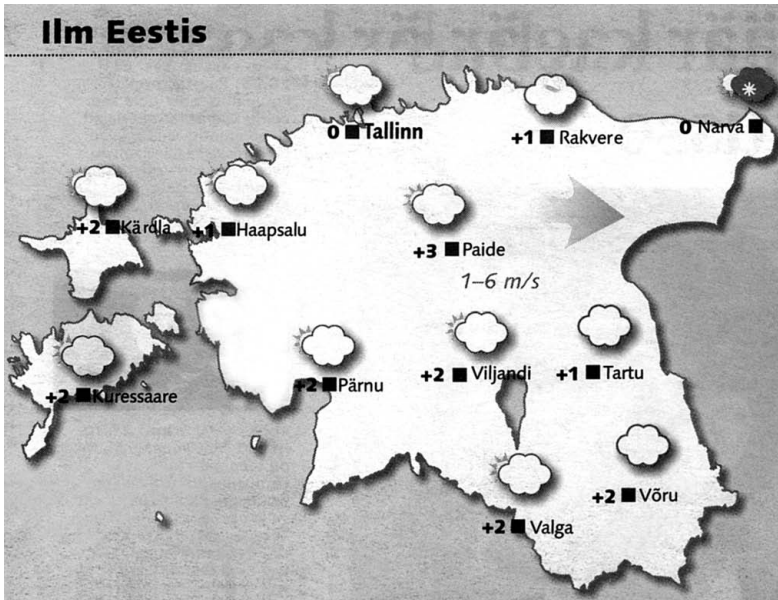 Ilm Eestis
0 Tallinn
+1 Rakvere
0 Narva
+2 Kärdla
+1 Haapsalu
+3 Paide
1–6 m/s
+2 Kuressaare
+2 Pärnu
+2 Viljandi
+1 Tartu
+2 Valga
+2 Võru